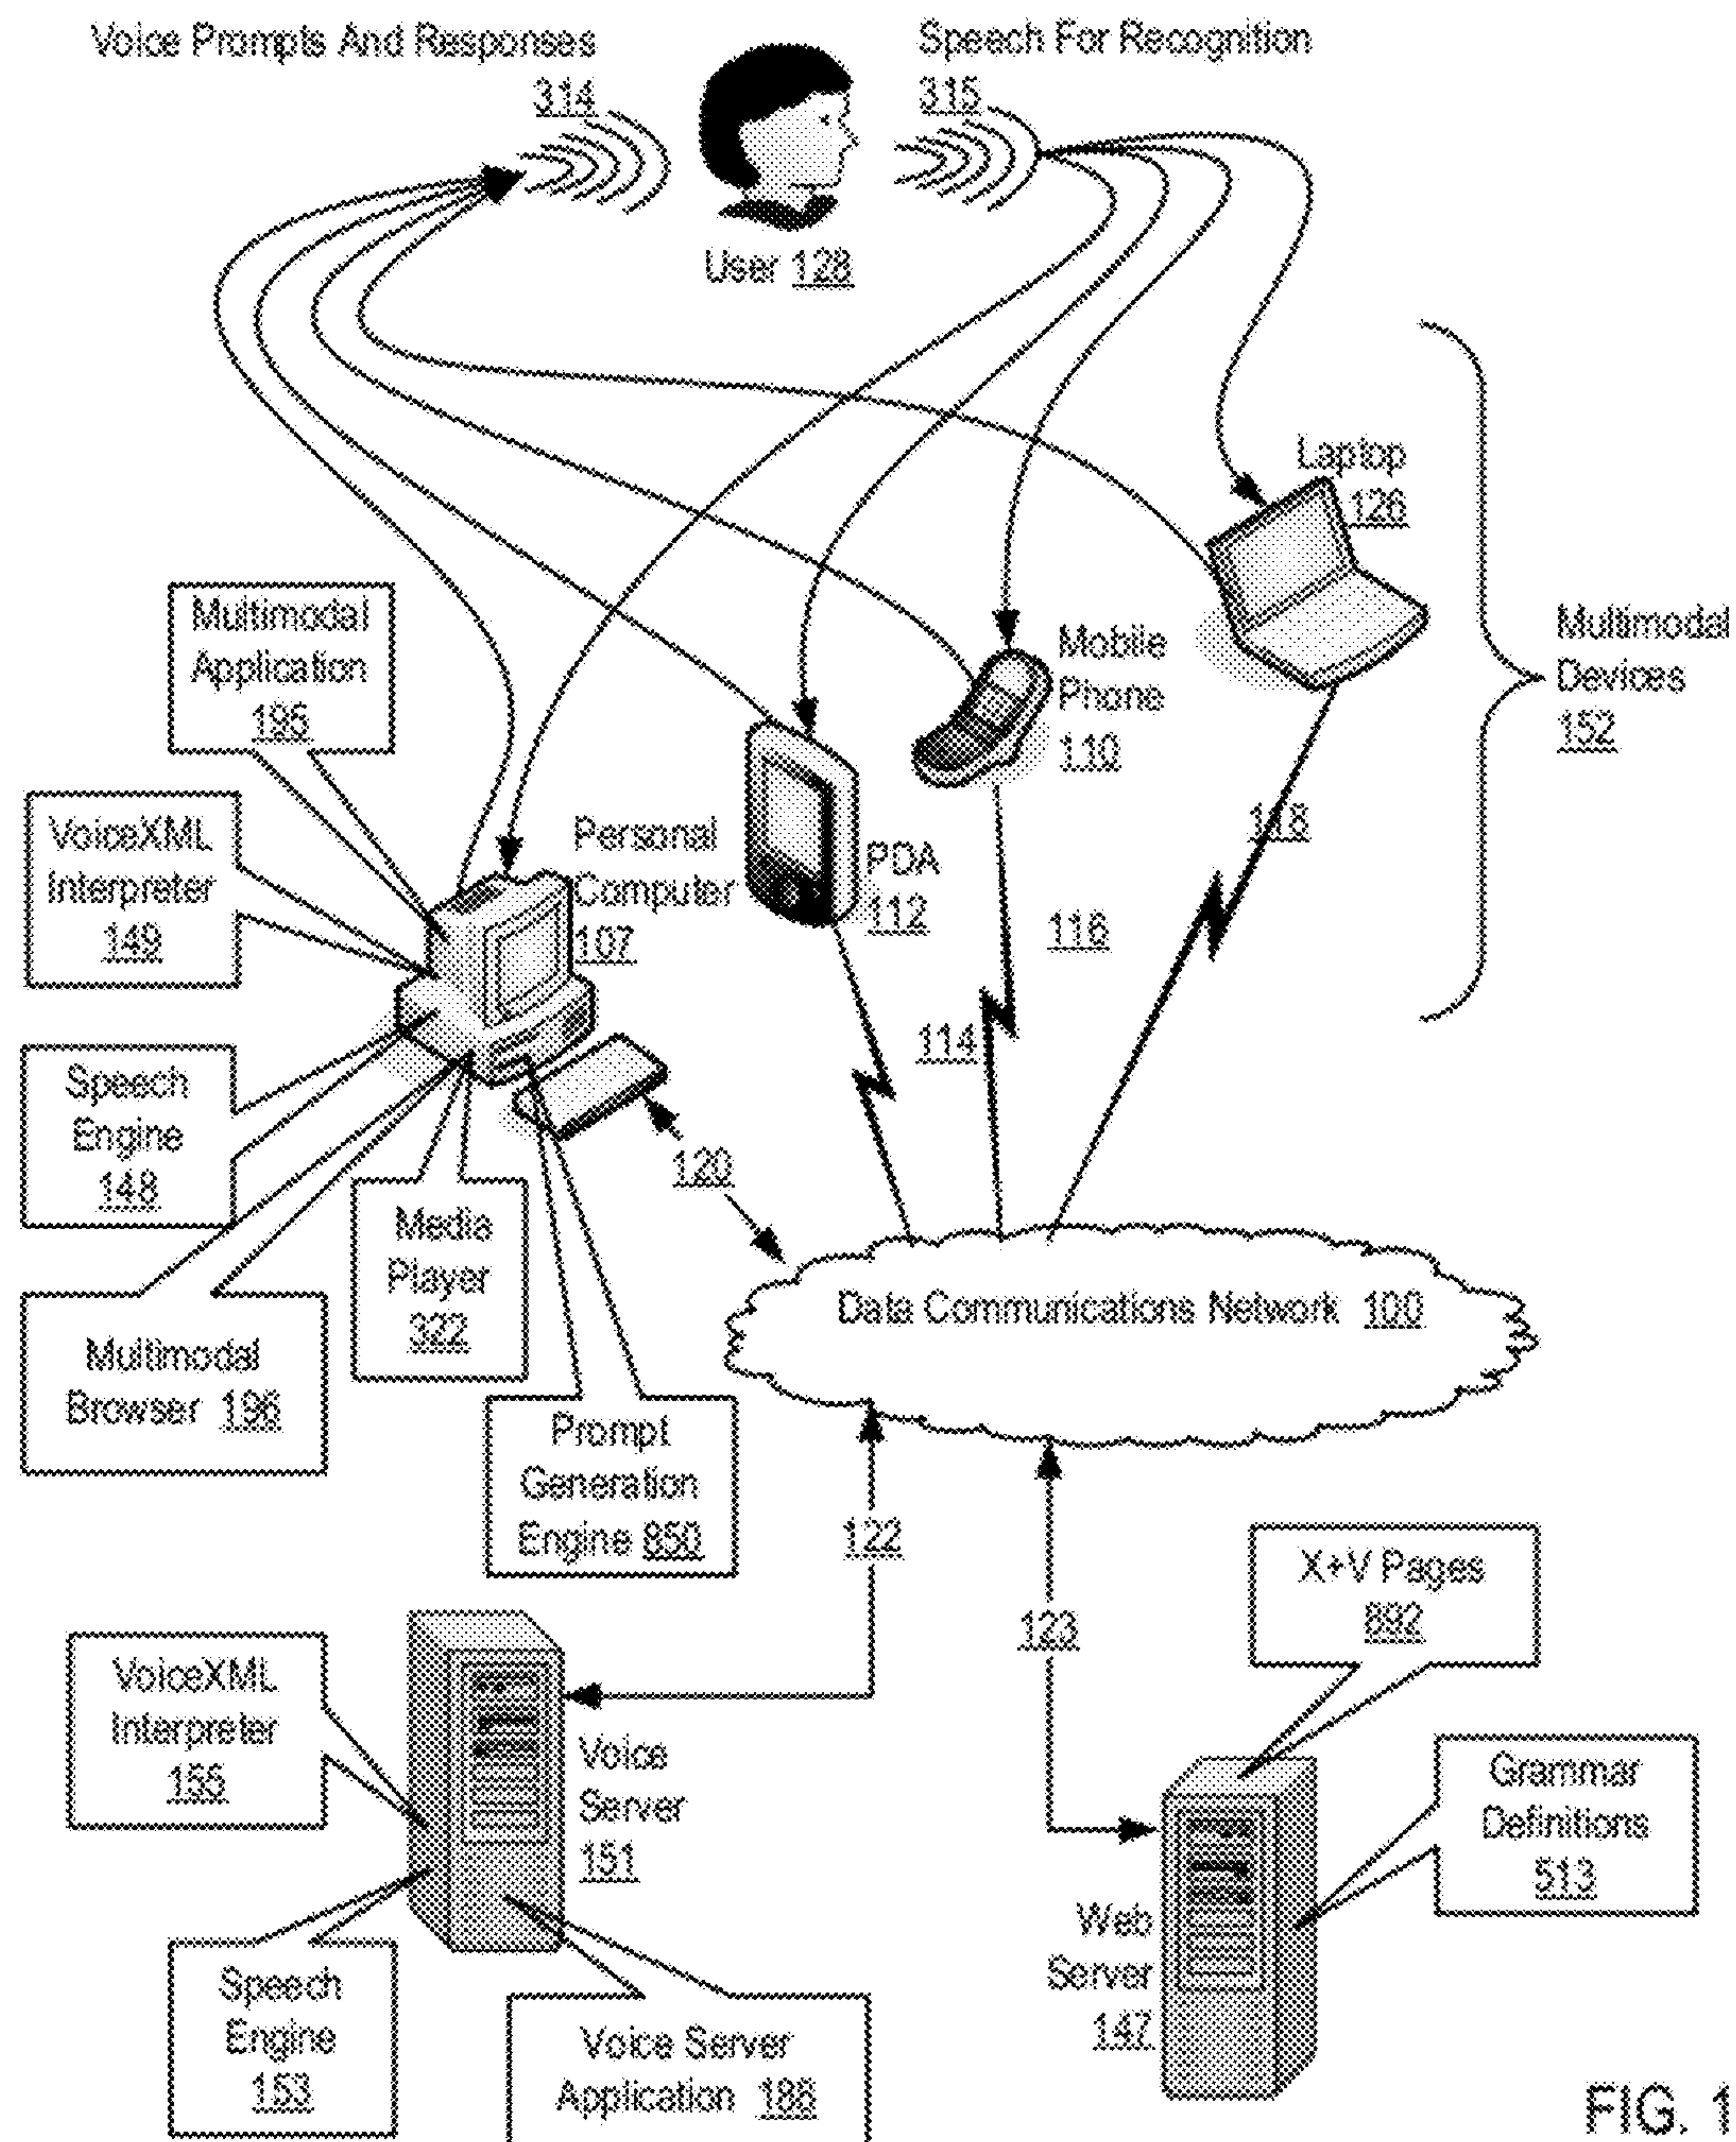 Voice Prompts And Responses
314
Speech For Recognition
315
User 128
Laptop
126
Multimodal
Devices
152
Multimodal
Application
195
Mobile
Phone
110
VoiceXML
Interpreter
149
Personal
Computer
107
PDA
112
118
116
114
Speech
Engine
148
120
Media
Player
322
Multimodal
Browser 196
Data Communications Network 100
Prompt
Generation
Engine 850
122
123
X+V Pages
892
VoiceXML
Interpreter
155
Voice
Server
151
Grammar
Definitions
513
Web
Server
147
Speech
Engine
153
Voice Server
Application 188
FIG. 1